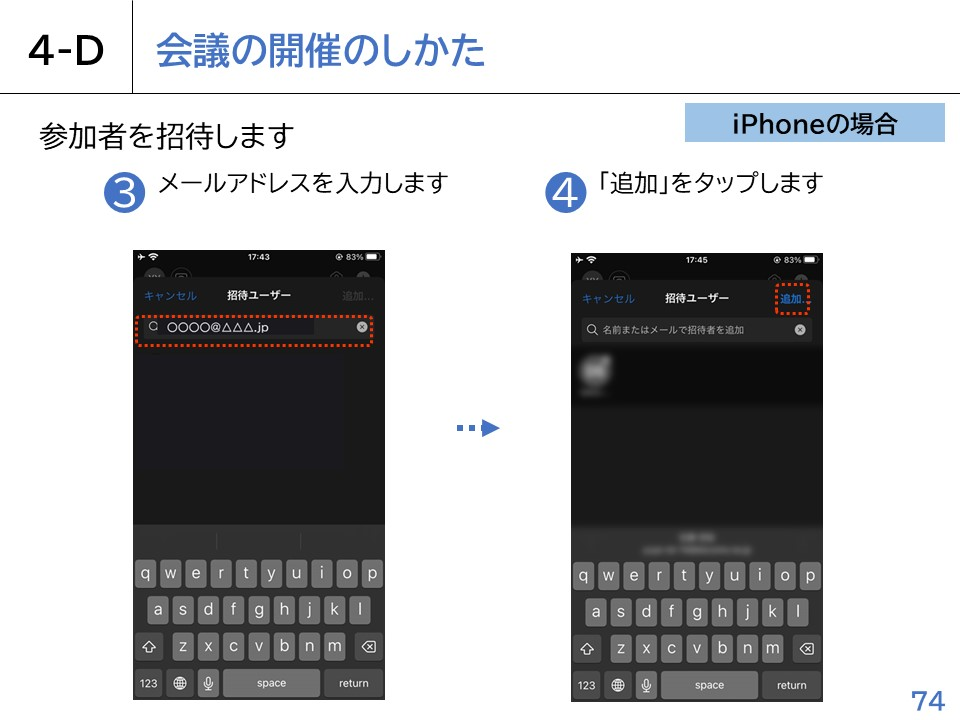 4-D
会議の開催のしかた
iPhoneの場合
参加者を招待します
3 メールアドレスを入力します
4 「追加」をタップします
17:43
83%
キャンセル 招待ユーザー 追加...
〇〇〇〇@△△△.jp
q w e r t y u i o p
a s d f g h j k l
z x c v b n m
123 space return
17:45
83%
キャンセル 招待ユーザー 追加...
名前またはメールで招待者を追加
q w e r t y u i o p
a s d f g h j k l
z x c v b n m
123 space return
74